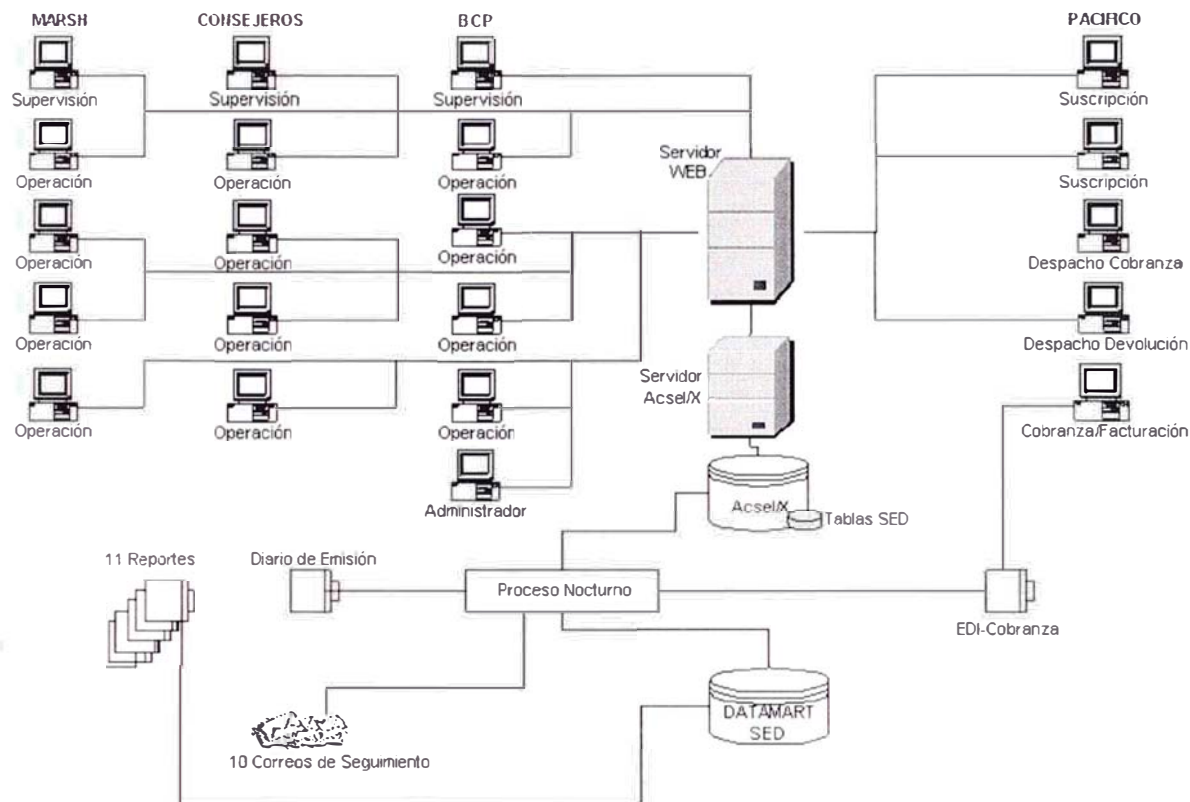 MARSH CONSEJEROS BCP PACIFICO
Supervisión Supervisión Supervisión Suscripción
Servidor WEB
Operación Operación Operación Suscripción
Operación Operación Operación Despacho Cobranza
Operación Operación Operación Despacho Devolución
Servidor Acsel/X
Operación Operación Operación Cobranza/Facturación
Administrador
Acsel/X
Tablas SED
11 Reportes
Diario de Emisión
Proceso Nocturno
EDI-Cobranza
DATAMART
SED
10 Correos de Seguimiento